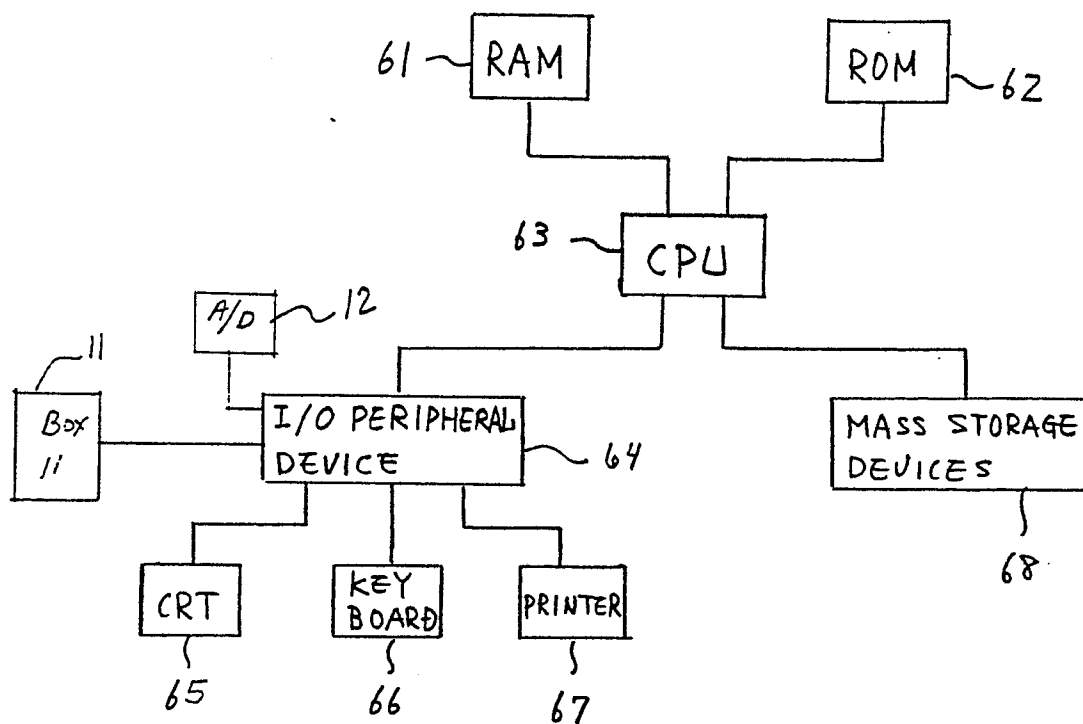 61
RAM
ROM
62
63
CPU
A/D
12
11
BOX
11
I/O PERIPHERAL
DEVICE
64
MASS STORAGE
DEVICES
68
CRT
KEY
BOARD
PRINTER
65
66
67